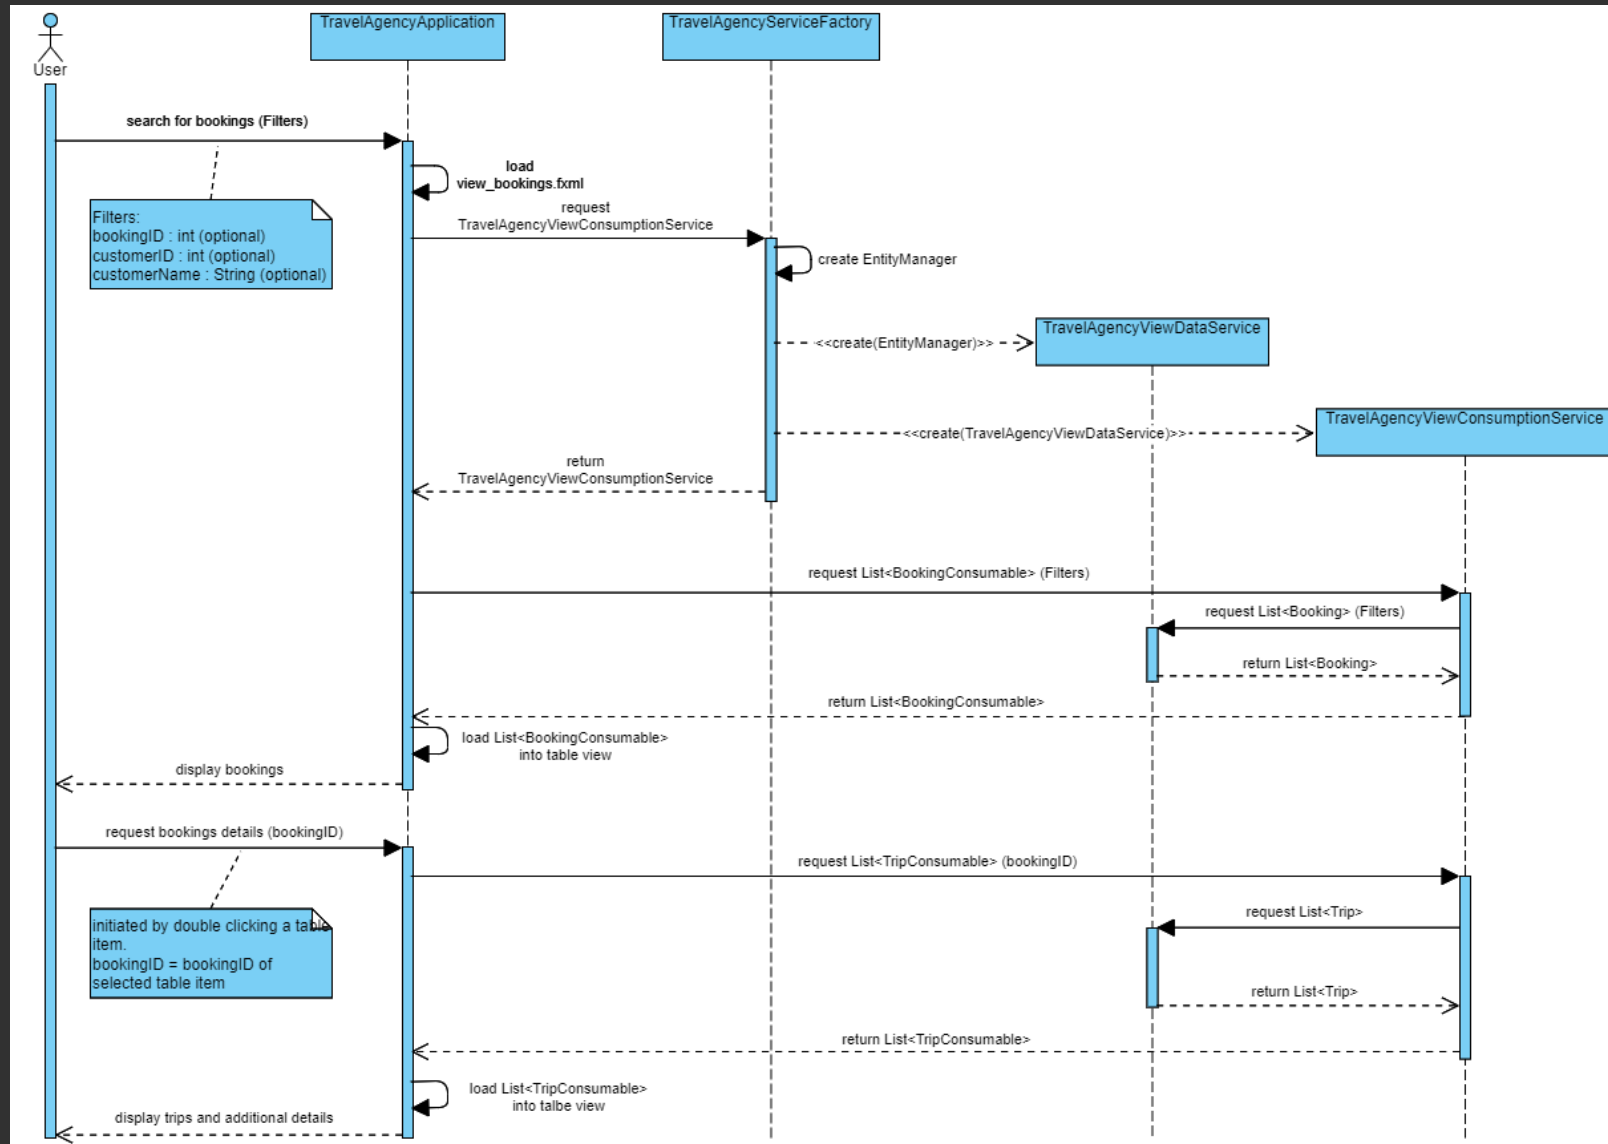 TravelAgencyApplication
TravelAgencyServiceFactory
User
search for bookings (Filters)
load
view_bookings.fxml
Filters:
bookingID : int (optional)
customerID : int (optional)
customerName : String (optional)
request
TravelAgencyViewConsumptionService
create EntityManager
TravelAgencyViewDataService
<<create(EntityManager)>>
TravelAgencyViewConsumptionService
<<create(TravelAgencyViewDataService)>>
return
TravelAgencyViewConsumptionService
request List<BookingConsumable> (Filters)
request List<Booking> (Filters)
return List<Booking>
return List<BookingConsumable>
load List<BookingConsumable>
into table view
display bookings
request bookings details (bookingID)
request List<TripConsumable> (bookingID)
initiated by double clicking a table
item.
bookingID = bookingID of
selected table item
request List<Trip>
return List<Trip>
return List<TripConsumable>
load List<TripConsumable>
into talbe view
display trips and additional details